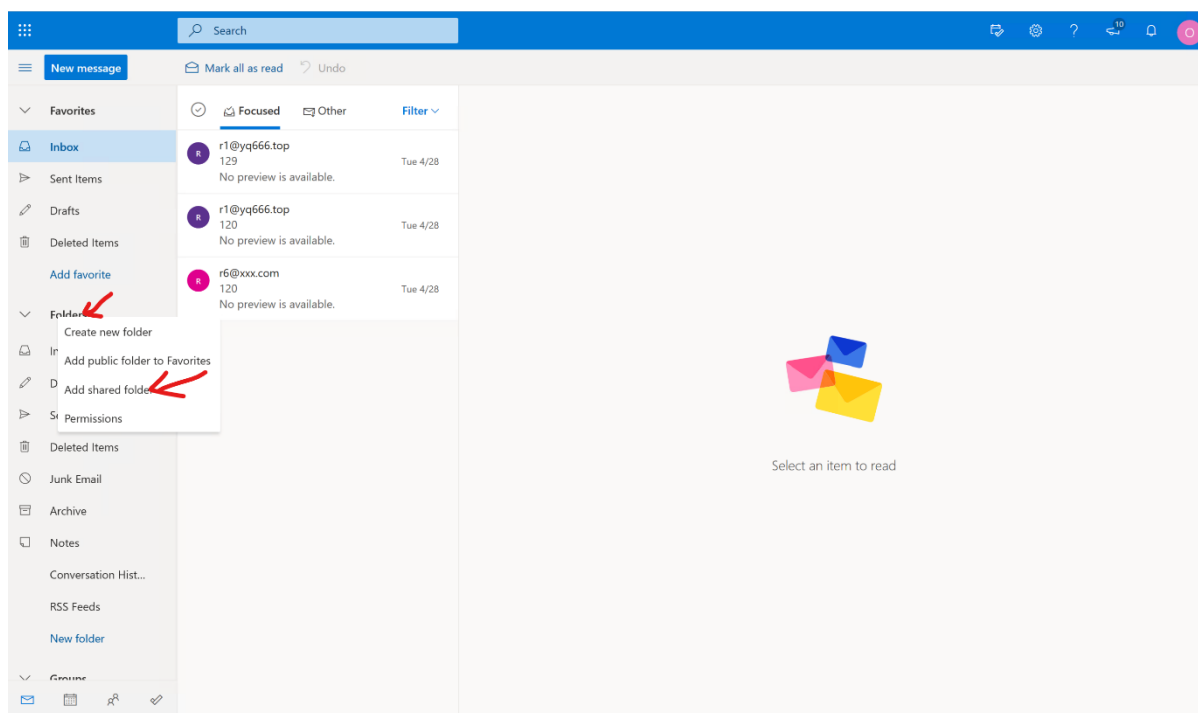 Search
10
O
New message
Mark all as read
Undo
Favorites
Inbox
Sent Items
Drafts
Deleted Items
Add favorite
Folder
Create new folder
Add public folder to Favorites
Add shared folder
Permissions
Deleted Items
Junk Email
Archive
Notes
Conversation Hist...
RSS Feeds
New folder
Groups
Focused
Other
Filter
R
r1@yq666.top
129
Tue 4/28
No preview is available.
R
r1@yq666.top
120
Tue 4/28
No preview is available.
R
r6@xxx.com
120
Tue 4/28
No preview is available.
Select an item to read